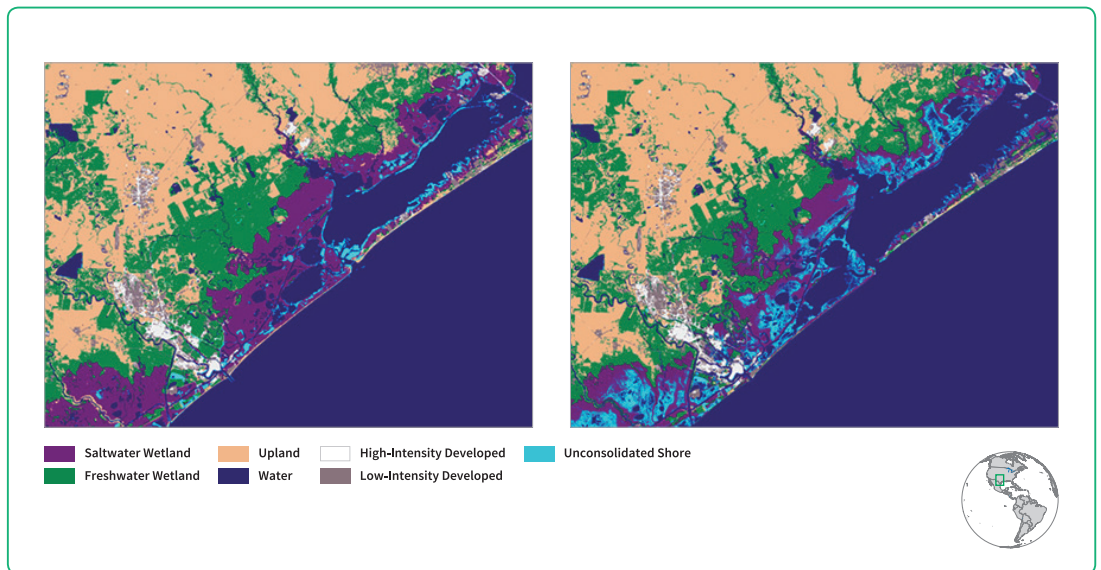 Saltwater Wetland
Upland
High-Intensity Developed
Unconsolidated Shore
Freshwater Wetland
Water
Low-Intensity Developed